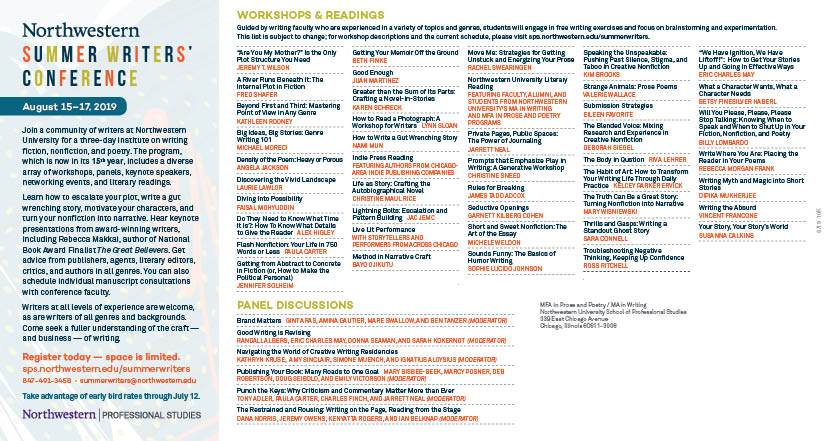 Northwestern
SUMMER WRITERS'
CONFERENCE
August 15–17, 2019
Join a community of writers at Northwestern
University for a three-day institute on writing
fiction, nonfiction, and poetry. The program,
which is now in its 15th year, includes a diverse
array of workshops, panels, keynote speakers,
networking events, and literary readings.
Learn how to escalate your plot, write a gut
wrenching story, motivate your characters, and
turn your nonfiction into narrative. Hear keynote
presentations from award-winning writers,
including Rebecca Makkai, author of National
Book Award Finalist The Great Believers. Get
advice from publishers, agents, literary editors,
critics, and authors in all genres. You can also
schedule individual manuscript consultations
with conference faculty.
Writers at all levels of experience are welcome,
as are writers of all genres and backgrounds.
Come seek a fuller understanding of the craft —
and business — of writing.
Register today — space is limited.
sps.northwestern.edu/summerwriters
847-491-3458 • summerwriters@northwestern.edu
Take advantage of early bird rates through July 12.
Northwestern | PROFESSIONAL STUDIES
WORKSHOPS & READINGS
Guided by writing faculty who are experienced in a variety of topics and genres, students will engage in free writing exercises and focus on brainstorming and experimentation.
This list is subject to change; for workshop descriptions and the current schedule, please visit sps.northwestern.edu/summerwriters.
"Are You My Mother?" Is the Only
Plot Structure You Need
JEREMY T. WILSON
A River Runs Beneath It: The
Internal Plot in Fiction
FRED SHAFER
Beyond First and Third: Mastering
Point of View in Any Genre
KATHLEEN ROONEY
Big Ideas, Big Stories: Genre
Writing 101
MICHAEL MORECI
Density of the Poem: Heavy or Porous
ANGELA JACKSON
Discovering the Vivid Landscape
LAURIE LAWLOR
Diving into Possibility
FAISAL MOHYUDDIN
Do They Need to Know What Time
It Is?: How To Know What Details
to Give the Reader ALEX HIGLEY
Flash Nonfiction: Your Life in 750
Words or Less PAULA CARTER
Getting from Abstract to Concrete
in Fiction (or, How to Make the
Political Personal)
JENNIFER SOLHEIM
Getting Your Memoir Off the Ground
BETH FINKE
Good Enough
JUAN MARTINEZ
Greater than the Sum of Its Parts:
Crafting a Novel-in-Stories
KAREN SCHRECK
How to Read a Photograph: A
Workshop for Writers LYNN SLOAN
How to Write a Gut Wrenching Story
NAMI MUN
Indie Press Reading
FEATURING AUTHORS FROM CHICAGO-
AREA INDIE PUBLISHING COMPANIES
Life as Story: Crafting the
Autobiographical Novel
CHRISTINE MAUL RICE
Lightning Bolts: Escalation and
Pattern Building JAC JEMC
Live Lit Performance
WITH STORYTELLERS AND
PERFORMERS FROM ACROSS CHICAGO
Method in Narrative Craft
BAYO OJIKUTU
Move Me: Strategies for Getting
Unstuck and Energizing Your Prose
RACHEL SWEARINGEN
Northwestern University Literary
Reading
FEATURING FACULTY, ALUMNI, AND
STUDENTS FROM NORTHWESTERN
UNIVERSITY'S MA IN WRITING
AND MFA IN PROSE AND POETRY
PROGRAMS
Private Pages, Public Spaces:
The Power of Journaling
JARRETT NEAL
Prompts that Emphasize Play in
Writing: A Generative Workshop
CHRISTINE SNEED
Rules for Breaking
JAMES TADD ADCOX
Seductive Openings
GARNETT KILBERG COHEN
Short and Sweet Nonfiction: The
Art of the Essay
MICHELE WELDON
Sounds Funny: The Basics of
Humor Writing
SOPHIE LUCIDO JOHNSON
Speaking the Unspeakable:
Pushing Past Silence, Stigma, and
Taboo in Creative Nonfiction
KIM BROOKS
Strange Animals: Prose Poems
VALERIE WALLACE
Submission Strategies
EILEEN FAVORITE
The Blended Voice: Mixing
Research and Experience in
Creative Nonfiction
DEBORAH SIEGEL
The Body in Question RIVA LEHRER
The Habit of Art: How to Transform
Your Writing Life Through Daily
Practice KELCEY PARKER ERVICK
The Truth Can Be a Great Story:
Turning Nonfiction Into Narrative
MARY WISNIEWSKI
Thrills and Gasps: Writing a
Standout Ghost Story
SARA CONNELL
Troubleshooting Negative
Thinking, Keeping Up Confidence
ROSS RITCHELL
"We Have Ignition, We Have
Liftoff!": How to Get Your Stories
Up and Going in Effective Ways
ERIC CHARLES MAY
What a Character Wants, What a
Character Needs
BETSY FINESILVER HABERL
Will You Please, Please, Please
Stop Talking; Knowing When to
Speak and When to Shut Up in Your
Fiction, Nonfiction, and Poetry
BILLY LOMBARDO
Write Where You Are: Placing the
Reader in Your Poems
REBECCA MORGAN FRANK
Writing Myth and Magic into Short
Stories
DIPIKA MUKHERJEE
Writing the Absurd
VINCENT FRANCONE
Your Story, Your Story's World
SUSANNA CALKINS
PANEL DISCUSSIONS
Brand Matters GINTARAS, AMINA GAUTIER, MARE SWALLOW, AND BEN TANZER (MODERATOR)
Good Writing is Revising
RANDALL ALBERS, ERIC CHARLES MAY, DONNA SEAMAN, AND SARAH KOKERNOT (MODERATOR)
Navigating the World of Creative Writing Residencies
KATHRYN KRUSE, AMY SINCLAIR, SIMONE MUENCH, AND IGNATIUS ALOYSIUS (MODERATOR)
Publishing Your Book: Many Roads to One Goal MARY BISBEE-BEEK, MARCY POSNER, DEB
ROBERTSON, DOUG SEIBOLD, AND EMILY VICTORSON (MODERATOR)
Punch the Keys: Why Criticism and Commentary Matter More than Ever
TONY ADLER, PAULA CARTER, CHARLES FINCH, AND JARRETT NEAL (MODERATOR)
The Restrained and Rousing: Writing on the Page, Reading from the Stage
DANA NORRIS, JEREMY OWENS, KENYATTA ROGERS, AND IAN BELKNAP (MODERATOR)
MFA in Prose and Poetry / MA in Writing
Northwestern University School of Professional Studies
339 East Chicago Avenue
Chicago, Illinois 60611-3008